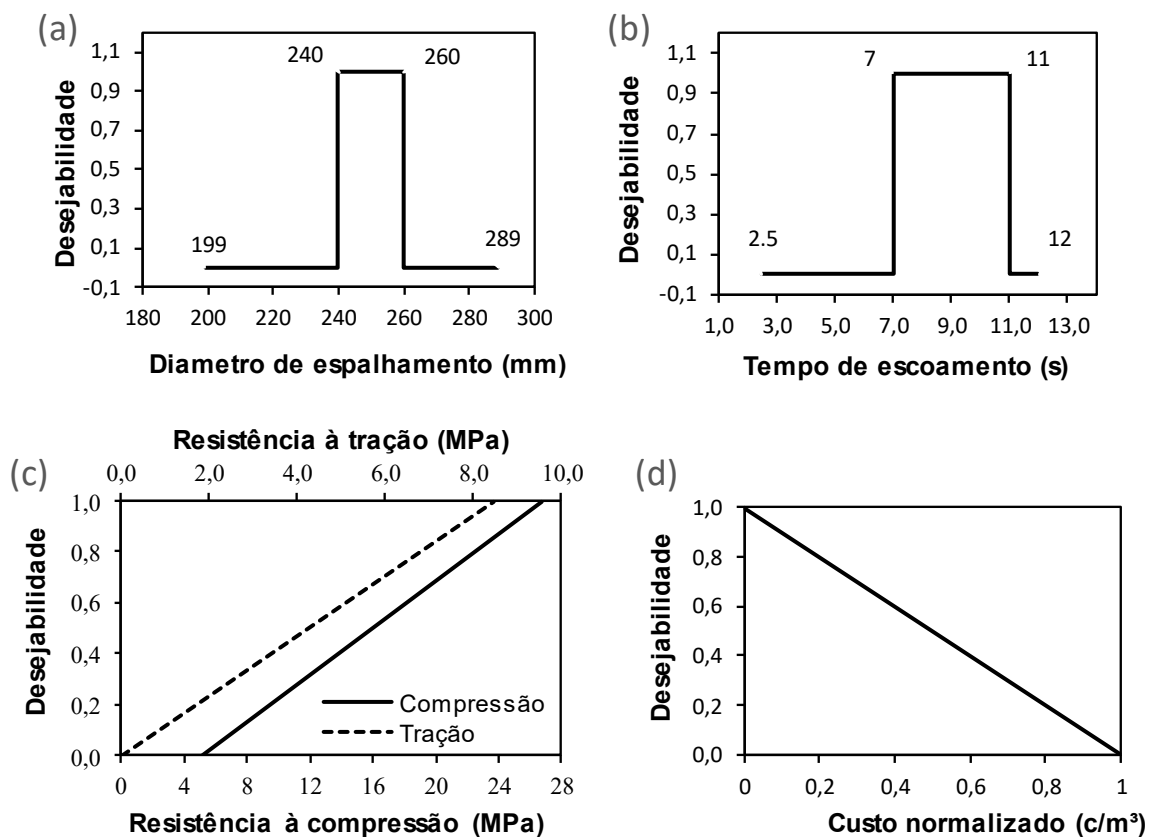 (a)
Desejabilidade
1,1
0,9
0,7
0,5
0,3
0,1
-0,1
240
260
199
289
180 200 220 240 260 280 300
Diametro de espalhamento (mm)
(b)
Desejabilidade
1,1
0,9
0,7
0,5
0,3
0,1
-0,1
7
11
2.5
12
1,0 3,0 5,0 7,0 9,0 11,0 13,0
Tempo de escoamento (s)
(c)
Resistência à tração (MPa)
0,0 2,0 4,0 6,0 8,0 10,0
Desejabilidade
1,0
0,8
0,6
0,4
0,2
0,0
Compressão
Tração
0 4 8 12 16 20 24 28
Resistência à compressão (MPa)
(d)
Desejabilidade
1,0
0,8
0,6
0,4
0,2
0,0
0 0,2 0,4 0,6 0,8 1
Custo normalizado (c/m³)